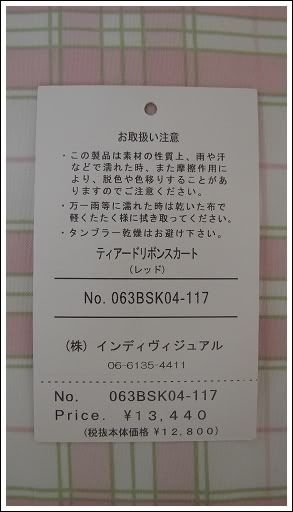 お取扱い注意
・この製品は素材の性質上、雨や汗
などで濡れた時、また摩擦作用に
より、脱色や色移りすることがあ
りますのでご注意ください。
・万一雨等に濡れた時は乾いた布で
軽くたたく様に拭き取ってください。
・タンブラー乾燥はお避け下さい。
ティアードリボンスカート
(レッド)
No. 063BSK04-117
(株) インディヴィジュアル
06-6135-4411
No. 063BSK04-117
Price. ¥13,440
(税抜本体価格 ¥12,800)